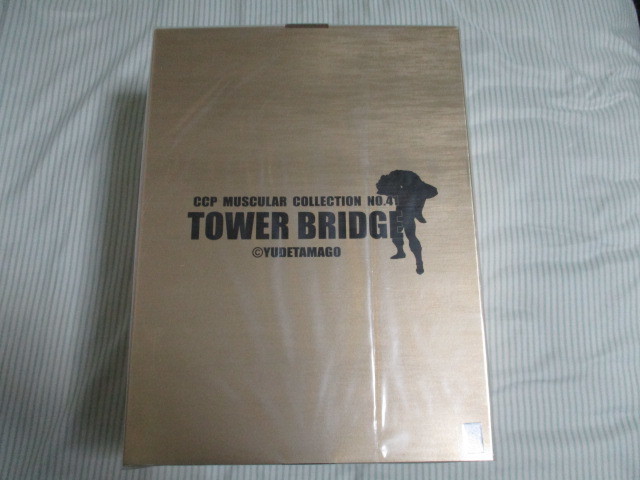 CCP MUSCULAR COLLECTION NO.4
TOWER BRIDGE
©YUDETAMAGO